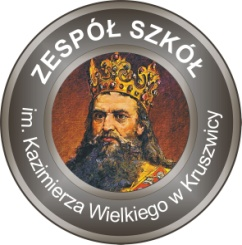 ZESPÓŁ SZKÓŁ
im. Kazimierza Wielkiego w Kruszwicy